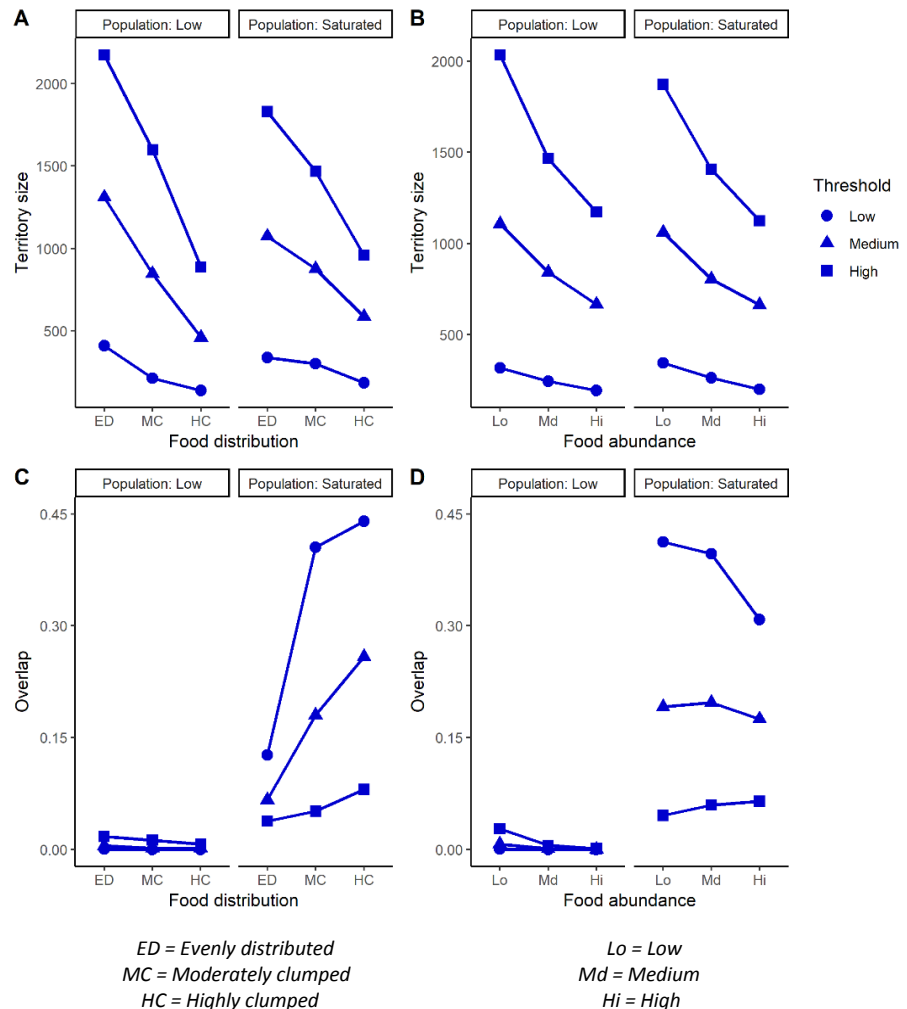 A
Population: Low
Population: Saturated
2000
1500
1000
500
Territory size
ED
MC
HC
ED
MC
HC
Food distribution
B
Population: Low
Population: Saturated
2000
1500
1000
500
Territory size
Lo
Md
Hi
Lo
Md
Hi
Food abundance
Threshold
Low
Medium
High
C
Population: Low
Population: Saturated
0.45
0.30
0.15
0.00
Overlap
ED
MC
HC
ED
MC
HC
Food distribution
D
Population: Low
Population: Saturated
0.45
0.30
0.15
0.00
Overlap
Lo
Md
Hi
Lo
Md
Hi
Food abundance
ED = Evenly distributed
MC = Moderately clumped
HC = Highly clumped
Lo = Low
Md = Medium
Hi = High